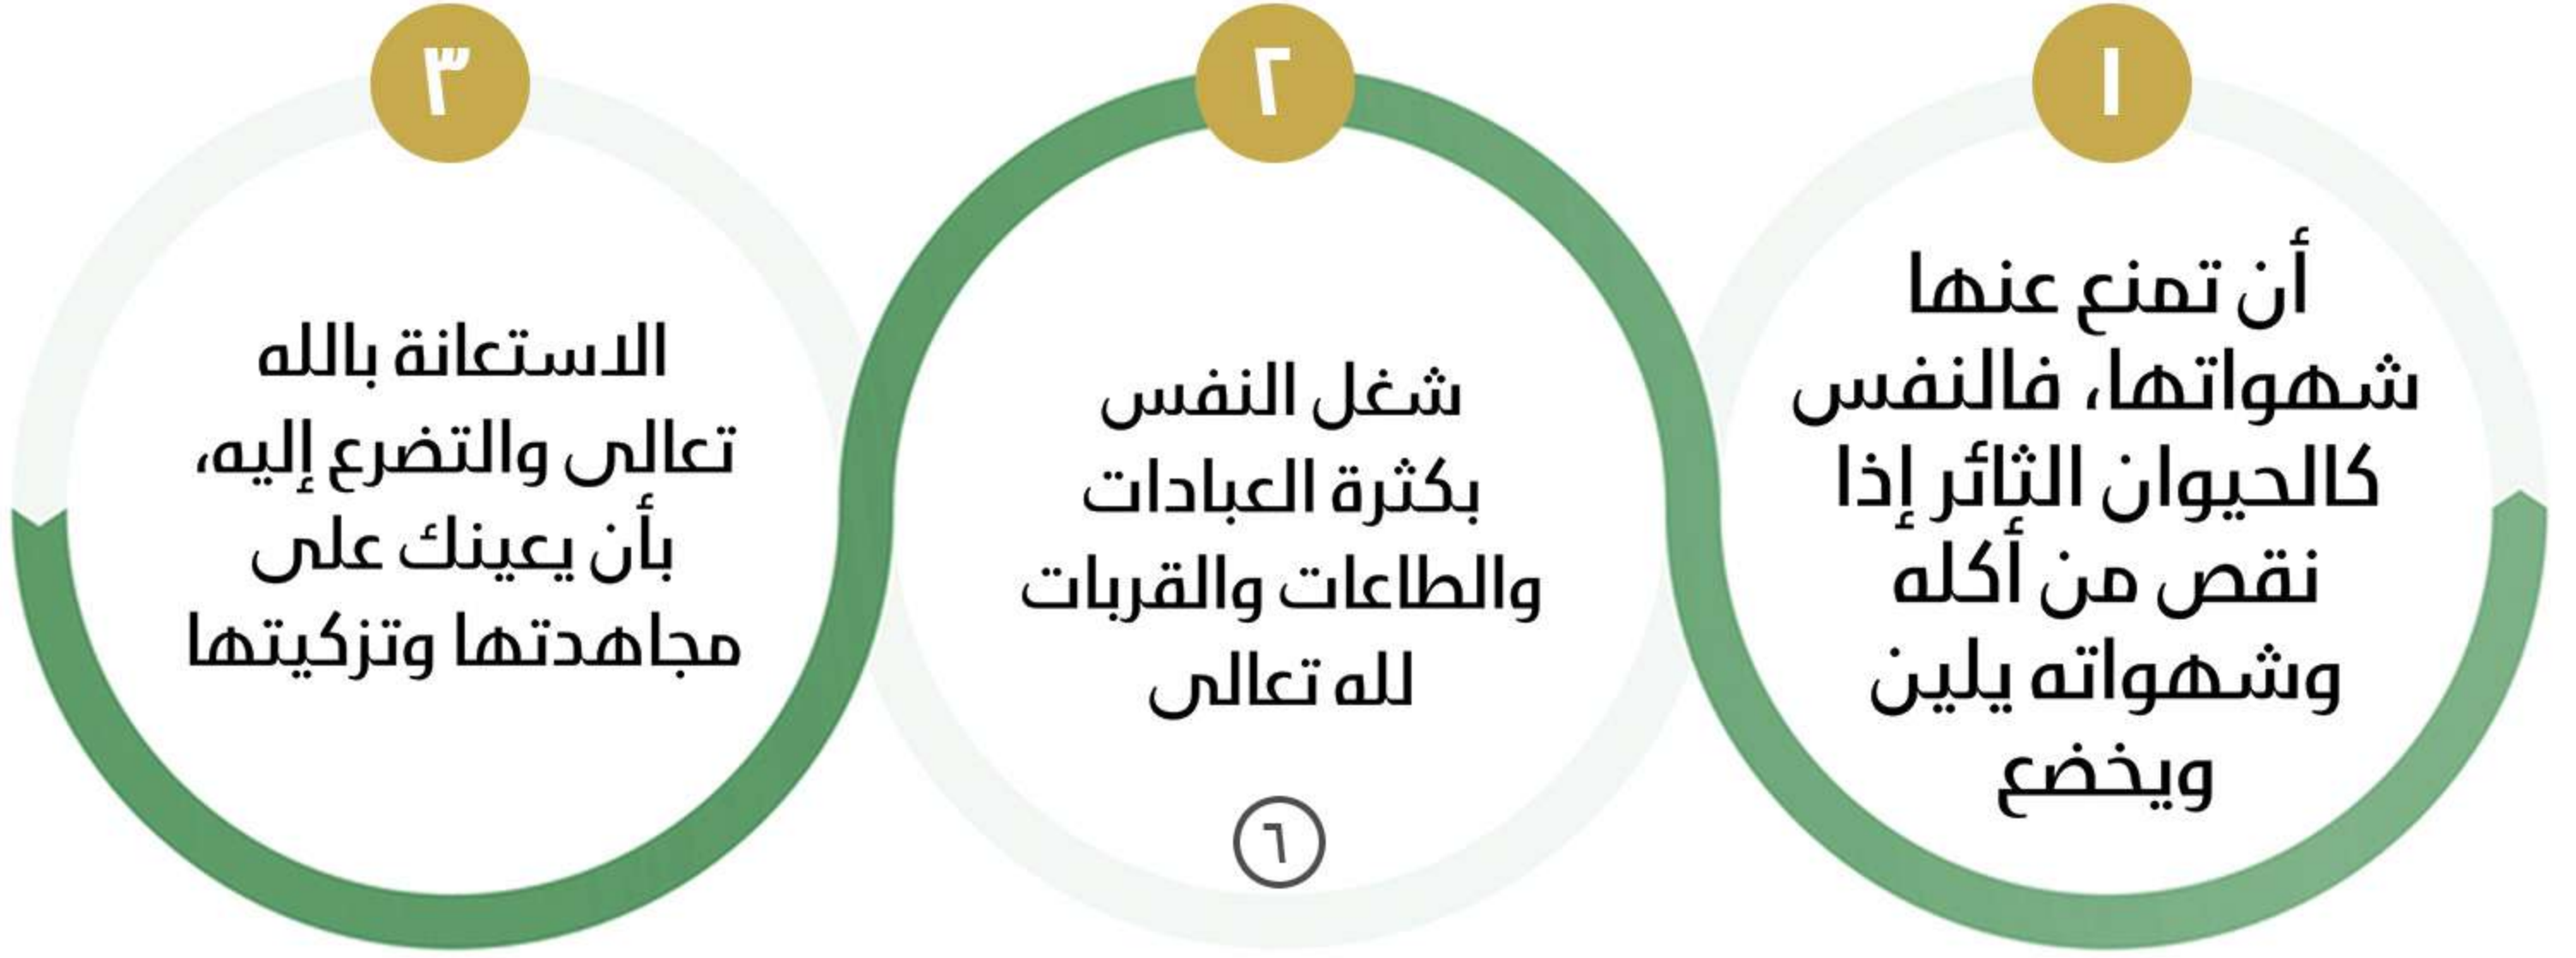 ١
أن تمنع عنها
شهواتها، فالنفس
كالحيوان الثائر إذا
نقص من أكله
وشهواته يلين
ويخضع
٢
شغل النفس
بكثرة العبادات
والطاعات والقربات
لله تعالى
٦
٣
الاستعانة بالله
تعالى والتضرع إليه،
بأن يعينك على
مجاهدتها وتزكيتها